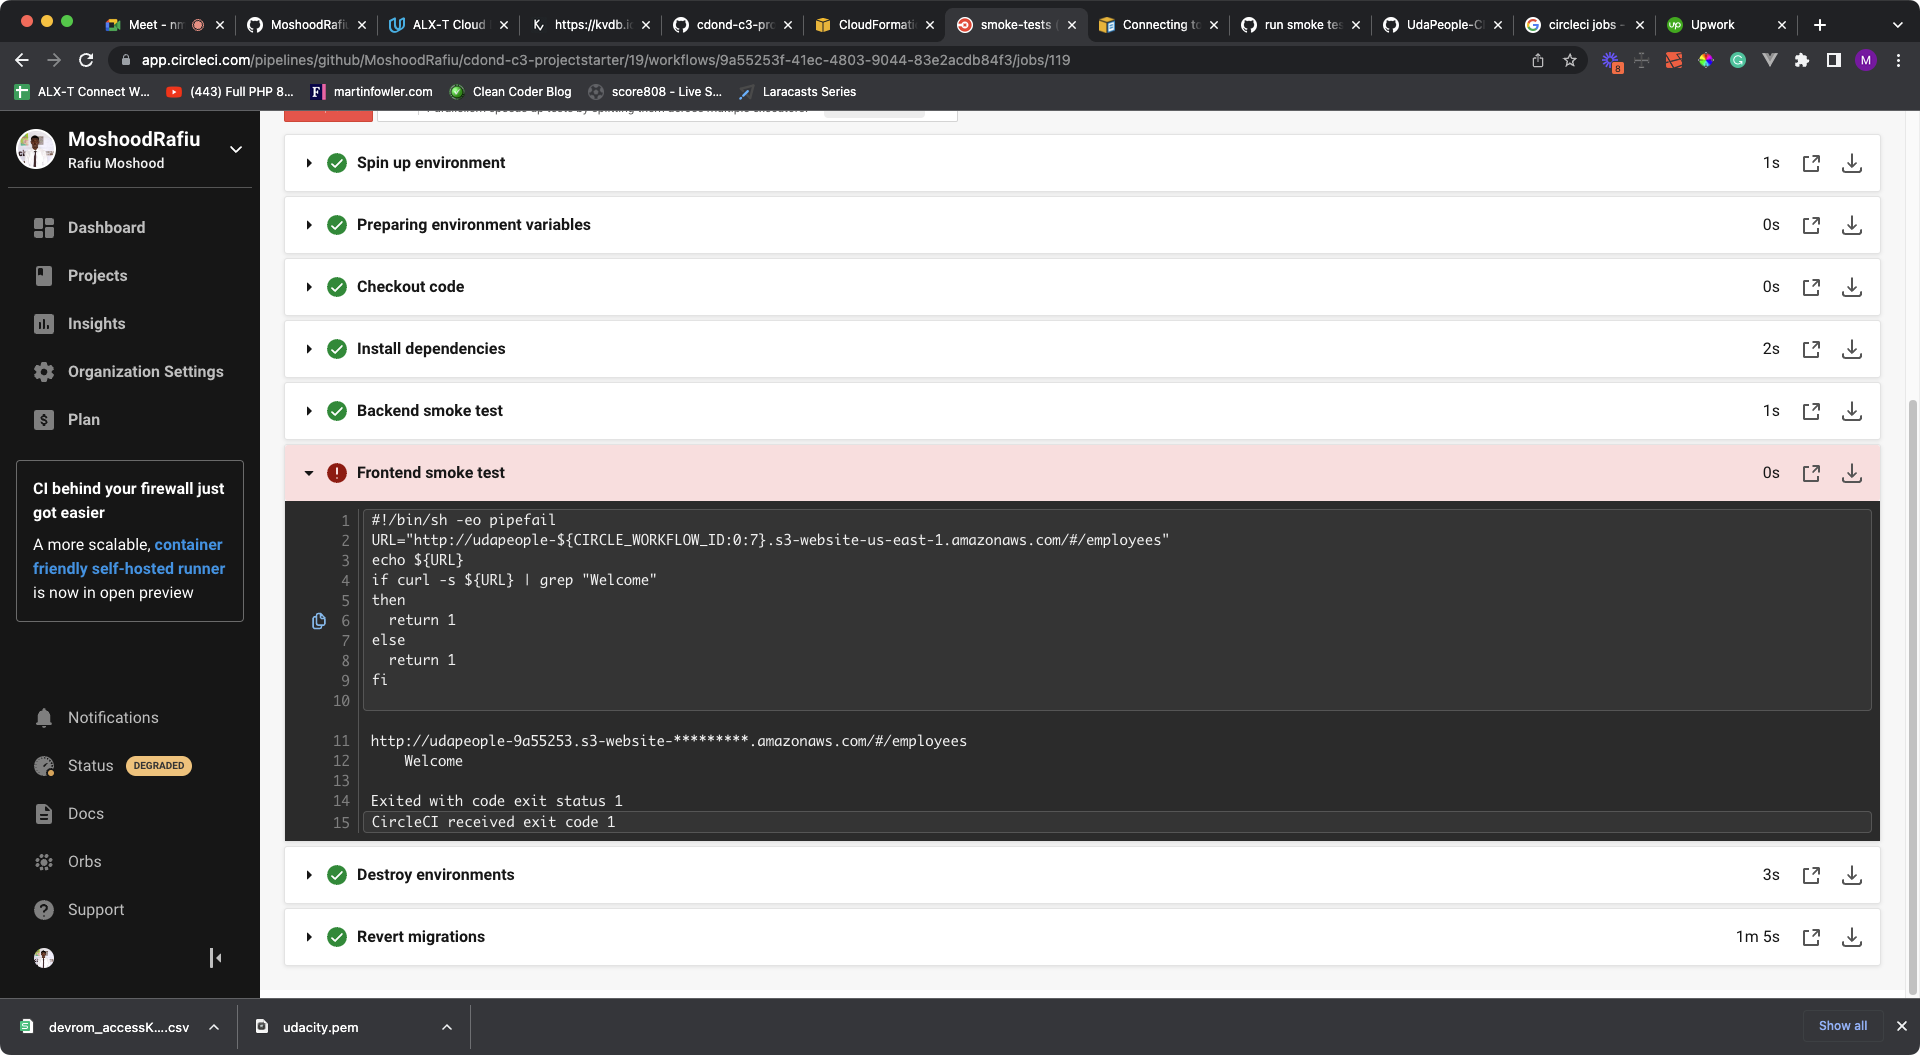 Meet - nm
MoshoodRafiu
ALX-T Cloud
https://kvdb.io
cdond-c3-pro
CloudFormati
smoke-tests
Connecting to
run smoke tes
UdaPeople-C
circleci jobs -
Upwork
app.circleci.com/pipelines/github/MoshoodRafiu/cdond-c3-projectstarter/19/workflows/9a55253f-41ec-4803-9044-83e2acdb84f3/jobs/119
8
M
ALX-T Connect W...
(443) Full PHP 8...
martinfowler.com
Clean Coder Blog
score808 - Live S...
Laracasts Series
MoshoodRafiu
Rafiu Moshood
Dashboard
Projects
Insights
Organization Settings
Plan
CI behind your firewall just
got easier
A more scalable, container
friendly self-hosted runner
is now in open preview
Notifications
Status DEGRADED
Docs
Orbs
Support
Spin up environment 1s
Preparing environment variables 0s
Checkout code 0s
Install dependencies 2s
Backend smoke test 1s
Frontend smoke test 0s
1 #!/bin/sh -eo pipefail
2 URL="http://udapeople-${CIRCLE_WORKFLOW_ID:0:7}.s3-website-us-east-1.amazonaws.com/#/employees"
3 echo ${URL}
4 if curl -s ${URL} | grep "Welcome"
5 then
6 return 1
7 else
8 return 1
9 fi
10
11 http://udapeople-9a55253.s3-website-*********.amazonaws.com/#/employees
12 Welcome
13
14 Exited with code exit status 1
15 CircleCI received exit code 1
Destroy environments 3s
Revert migrations 1m 5s
devrom_accessK....csv
udacity.pem
Show all